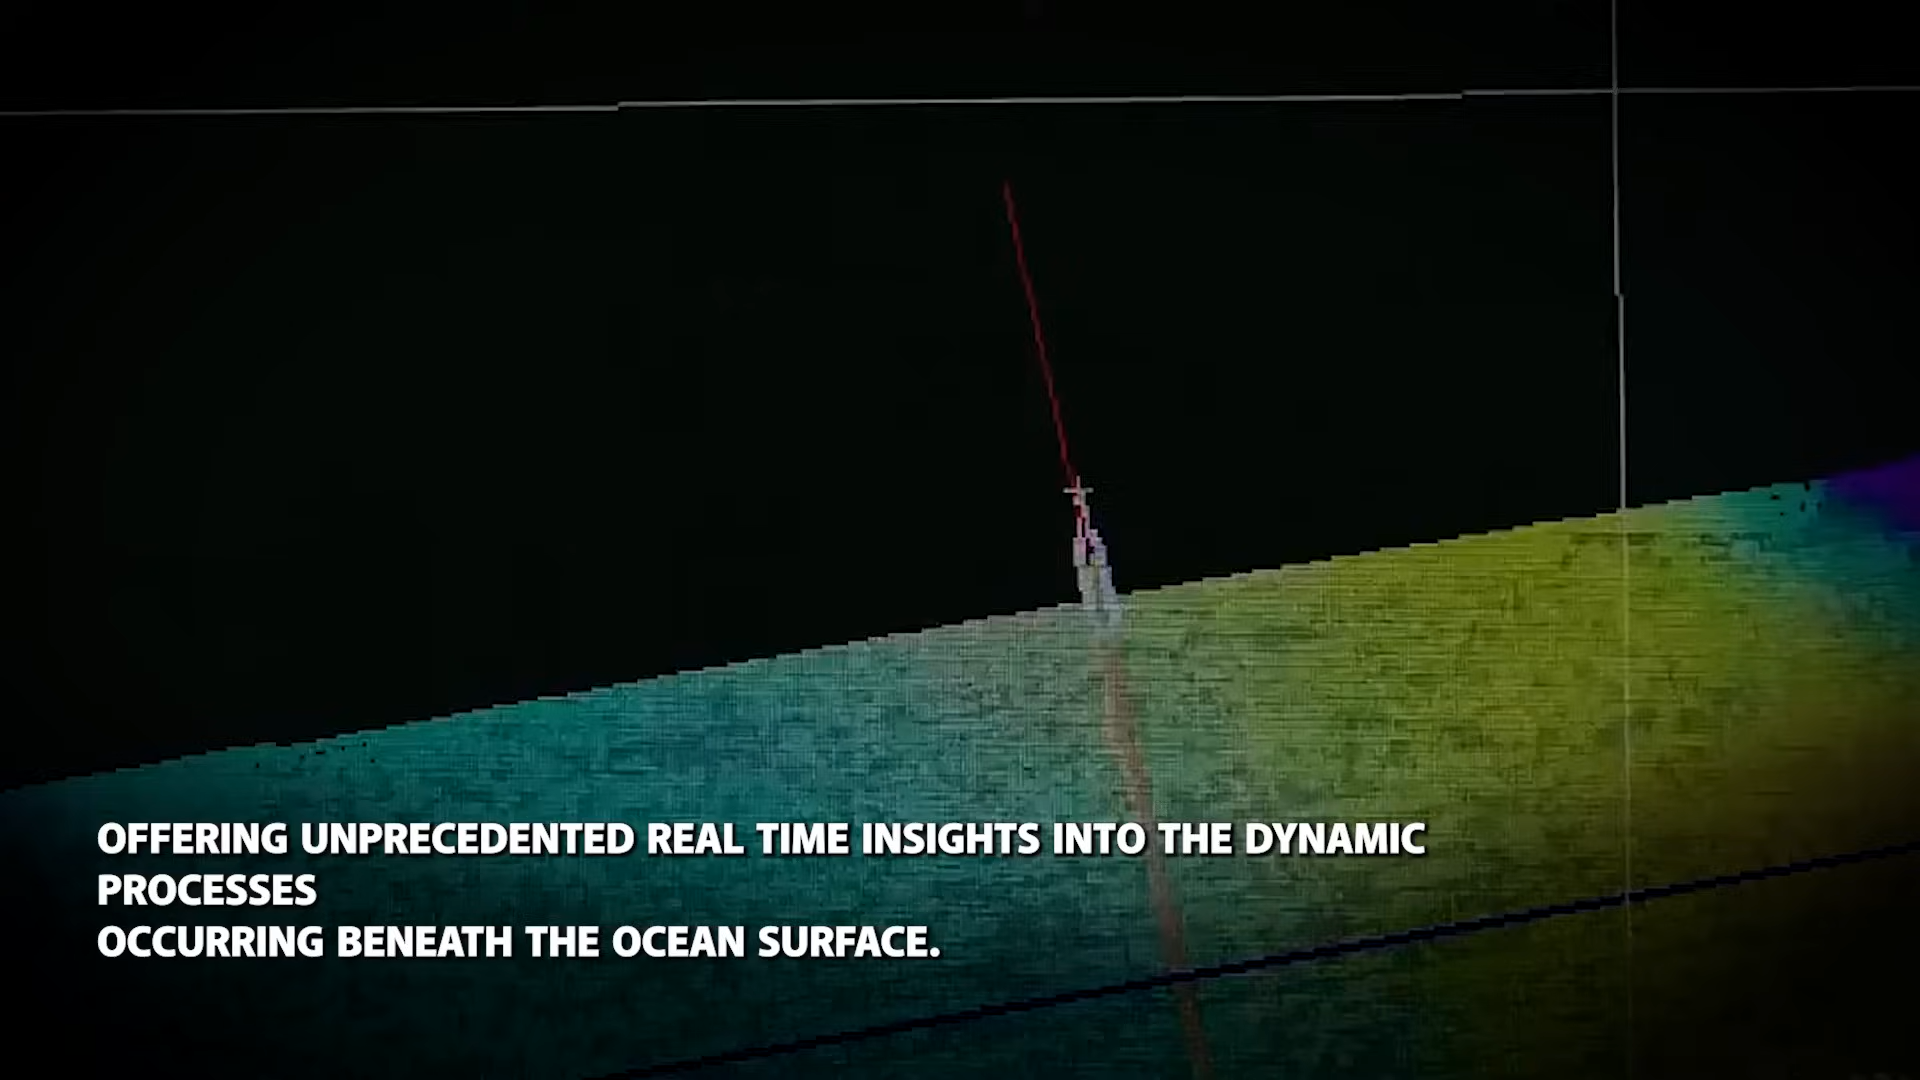 OFFERING UNPRECEDENTED REAL TIME INSIGHTS INTO THE DYNAMIC
PROCESSES
OCCURRING BENEATH THE OCEAN SURFACE.